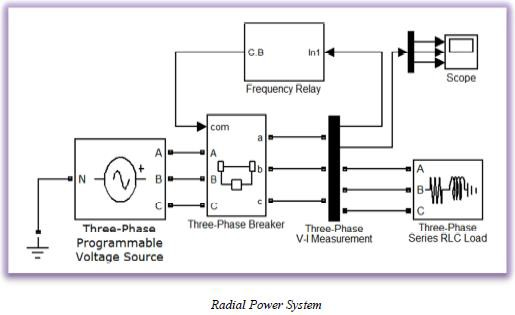 C.B
In1
Frequency Relay
Scope
com
A
B
C
a
b
c
N
+
A
B
C
A
B
C
Three-Phase
Programmable
Voltage Source
Three-Phase Breaker
Three-Phase
V-I Measurement
Three-Phase
Series RLC Load
Radial Power System